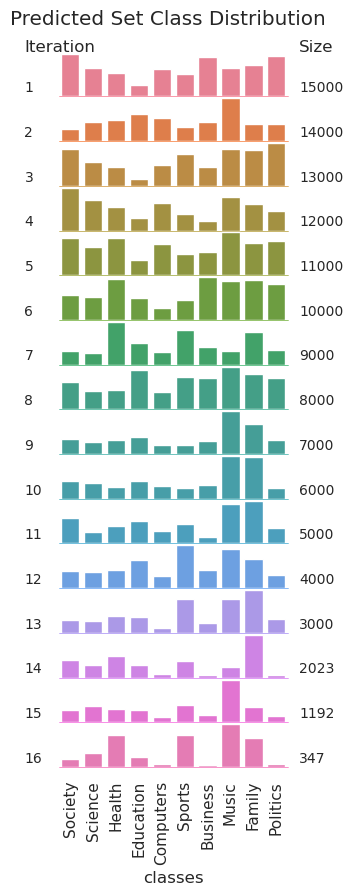 Predicted Set Class Distribution
Iteration Size
1 15000
2 14000
3 13000
4 12000
5 11000
6 10000
7 9000
8 8000
9 7000
10 6000
11 5000
12 4000
13 3000
14 2023
15 1192
16 347
Society
Science
Health
Education
Computers
Sports
Business
Music
Family
Politics
classes